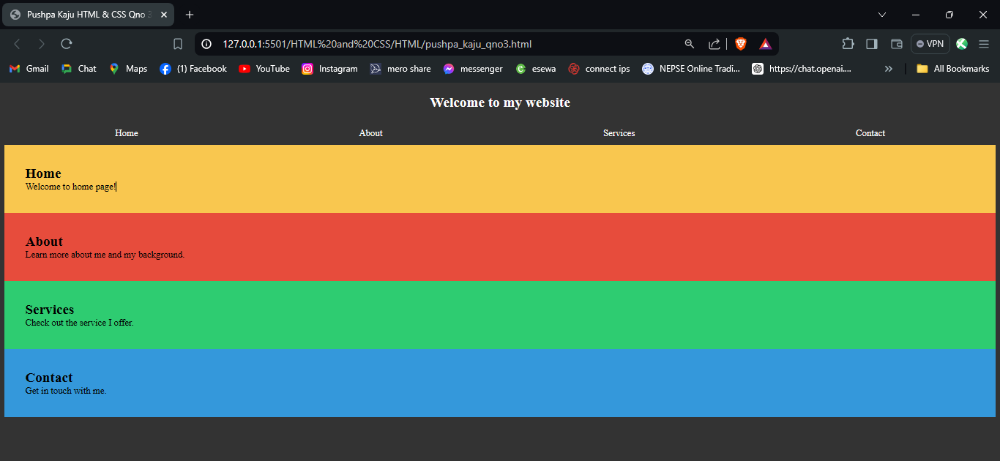 Pushpa Kaju HTML & CSS Qno 3
127.0.0.1:5501/HTML%20and%20CSS/HTML/pushpa_kaju_qno3.html
VPN
Gmail Chat Maps (1) Facebook YouTube Instagram mero share messenger esewa connect ips NEPSE Online Tradi... https://chat.openai.... » All Bookmarks
Welcome to my website
Home About Services Contact
Home
Welcome to home page!
About
Learn more about me and my background.
Services
Check out the service I offer.
Contact
Get in touch with me.